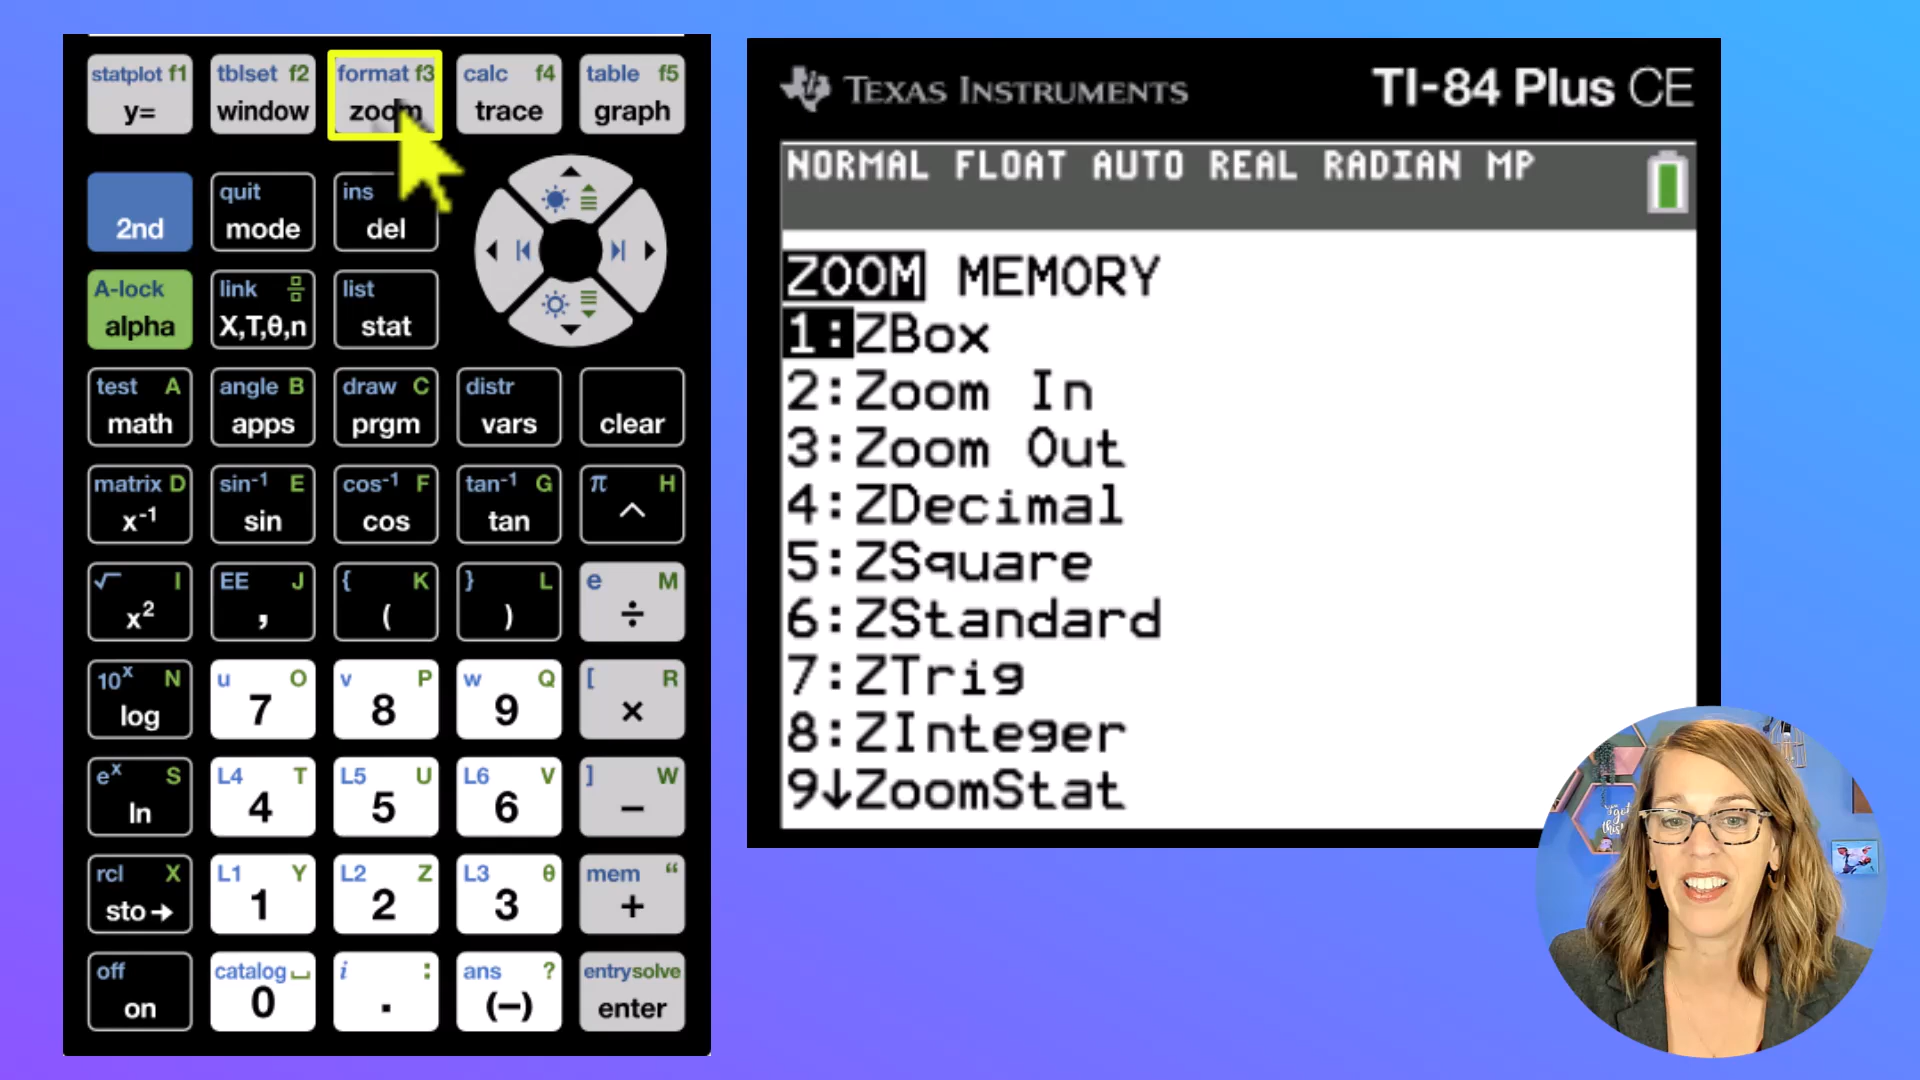 statplot f1 tblset f2 format f3 calc f4 table f5
y= window zoom trace graph
quit ins
2nd mode del
A-lock link list
alpha X,T,θ,n stat
test A angle B draw C distr
math apps prgm vars clear
matrix D sin-1 E cos-1 F tan-1 G π H
x-1 sin cos tan ^
√ I EE J { K } L e M
x2 , ( ) ÷
10x N u O v P w Q [ R
log 7 8 9 ×
ex S L4 T L5 U L6 V ] W
ln 4 5 6 −
rcl X L1 Y L2 Z L3 θ mem “
sto→ 1 2 3 +
off catalog i : ans ? entry solve
on 0 . (−) enter
TEXAS INSTRUMENTS TI-84 Plus CE
NORMAL FLOAT AUTO REAL RADIAN MP
ZOOM MEMORY
1:ZBox
2:Zoom In
3:Zoom Out
4:ZDecimal
5:ZSquare
6:ZStandard
7:ZTrig
8:ZInteger
9↓ZoomStat